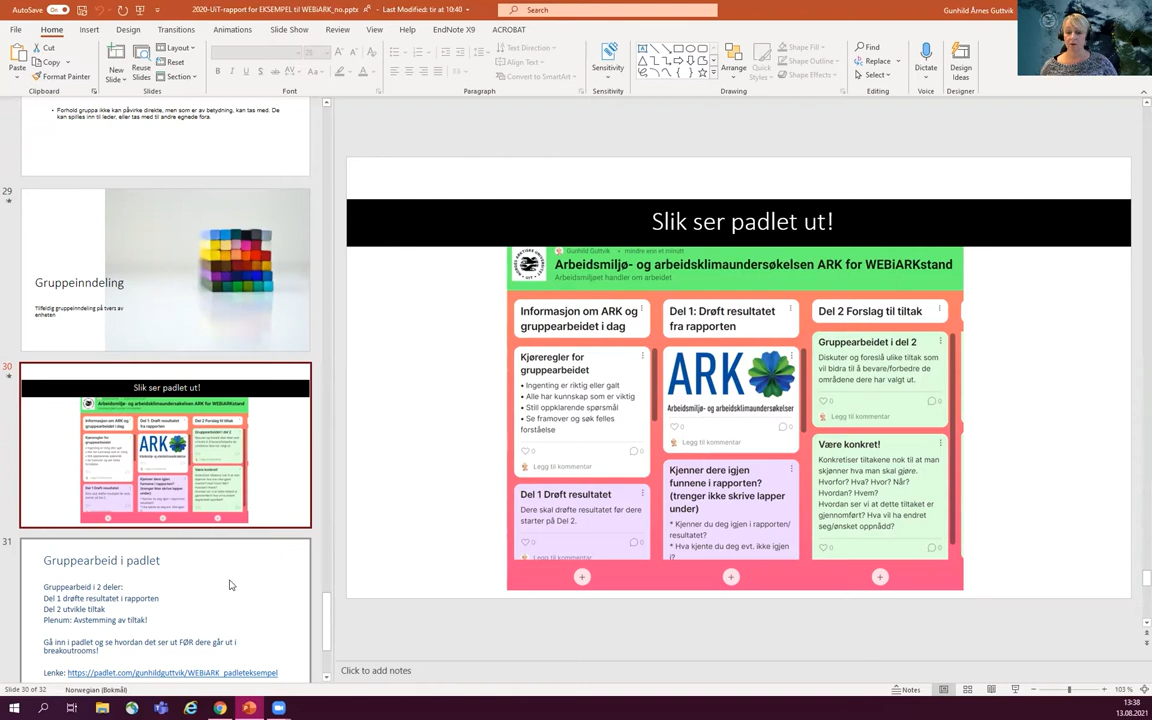 AutoSave On
2020-UiT-rapport for EKSEMPEL til WEBiARK_no.pptx
Last Modified: tir at 10:40
Search
Gunhild Årnes Guttvik
File Home Insert Design Transitions Animations Slide Show Review View Help EndNote X9 ACROBAT
Paste
Cut
Copy
Format Painter
Clipboard
New Slide
Reuse Slides
Layout
Reset
Section
Slides
Font
Text Direction
Align Text
Convert to SmartArt
Paragraph
Sensitivity
Sensitivity
Arrange
Quick Styles
Shape Fill
Shape Outline
Shape Effects
Drawing
Find
Replace
Select
Editing
Dictate
Voice
Design Ideas
Designer
• Forhold gruppa ikke kan påvirke direkte, men som er av betydning, kan tas med. De
kan spilles inn til leder, eller tas med til andre egnede fora.
29
Gruppeinndeling
Tilfeldig gruppeinndeling på tvers av
enheten
30
Slik ser padlet ut!
31
Gruppearbeid i padlet
Gruppearbeid i 2 deler:
Del 1 drøfte resultatet i rapporten
Del 2 utvikle tiltak
Plenum: Avstemming av tiltak!
Gå inn i padlet og se hvordan det ser ut FØR dere går ut i
breakoutrooms!
Lenke: https://padlet.com/gunhildguttvik/WEBiARK_padleteksempel
Slik ser padlet ut!
Gunhild Guttvik • mindre enn et minutt
Arbeidsmiljø- og arbeidsklimaundersøkelsen ARK for WEBiARKstand
Arbeidsmiljøet handler om arbeidet
Informasjon om ARK og
gruppearbeidet i dag
Kjøreregler for
gruppearbeidet
• Ingenting er riktig eller galt
• Alle har kunnskap som er viktig
• Still oppklarende spørsmål
• Se framover og søk felles
forståelse
0 0
Legg til kommentar
Del 1 Drøft resultatet
Dere skal drøfte resultatet før dere
starter på Del 2.
0 0
Legg til kommentar
Del 1: Drøft resultatet
fra rapporten
ARK
Arbeidsmiljø- og arbeidsklimaundersøkelser
0 0
Legg til kommentar
Kjenner dere igjen
funnene i rapporten?
(trenger ikke skrive lapper
under)
* Kjenner du deg igjen i rapporten/
resultatet?
* Hva kjente du deg evt. ikke igjen
i?
Del 2 Forslag til tiltak
Gruppearbeidet i del 2
Diskuter og foreslå ulike tiltak som
vil bidra til å bevare/forbedre de
områdene dere har valgt ut.
0 0
Legg til kommentar
Være konkret!
Konkretiser tiltakene nok til at man
skjønner hva man skal gjøre.
Hvorfor? Hva? Hvor? Når?
Hvordan? Hvem?
Hvordan ser vi at dette tiltaket er
gjennomført? Hva vil ha endret
seg/ønsket oppnådd?
0 0
Click to add notes
Slide 30 of 32
Norwegian (Bokmål)
Notes
103 %
13:38
13.08.2021